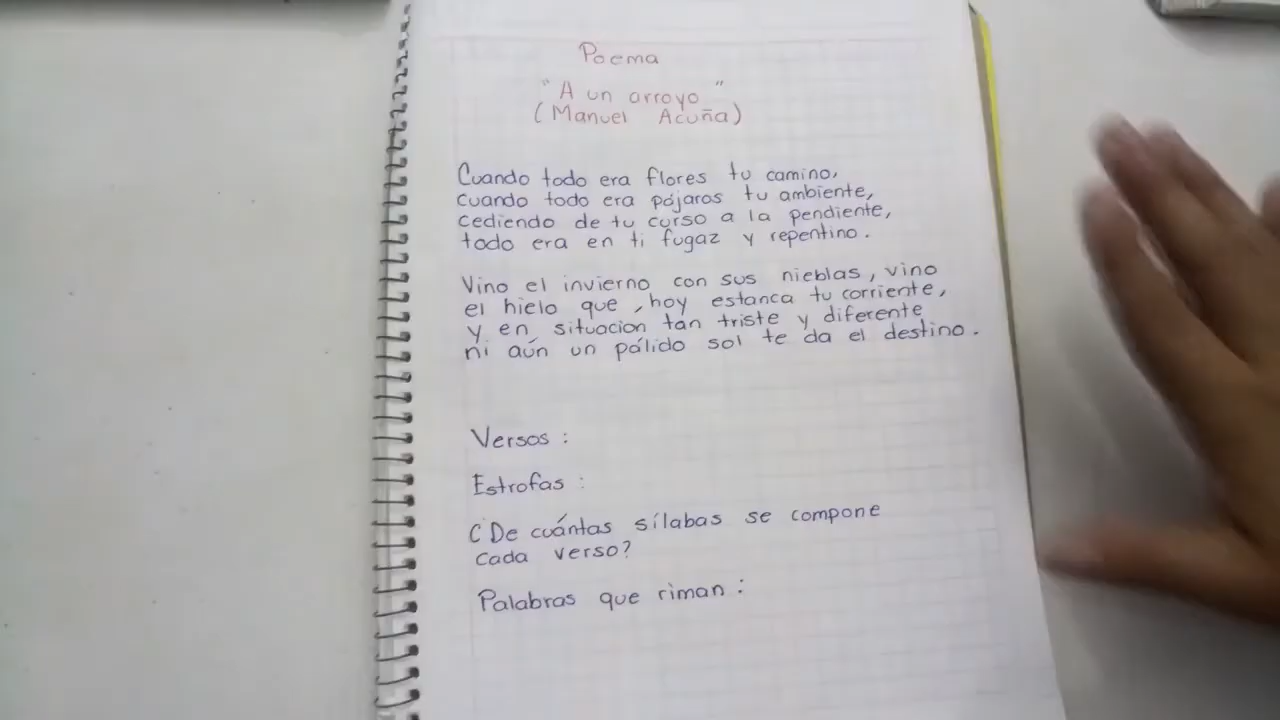 Poema
"A un arroyo"
(Manuel Acuña)
Cuando todo era flores tu camino,
cuando todo era pájaros tu ambiente,
cediendo de tu curso a la pendiente,
todo era en ti fugaz y repentino.
Vino el invierno con sus nieblas, vino
el hielo que, hoy estanca tu corriente,
y en situacion tan triste y diferente
ni aún un pálido sol te da el destino.
Versos :
Estrofas :
¿De cuántas sílabas se compone
cada verso?
Palabras que riman :